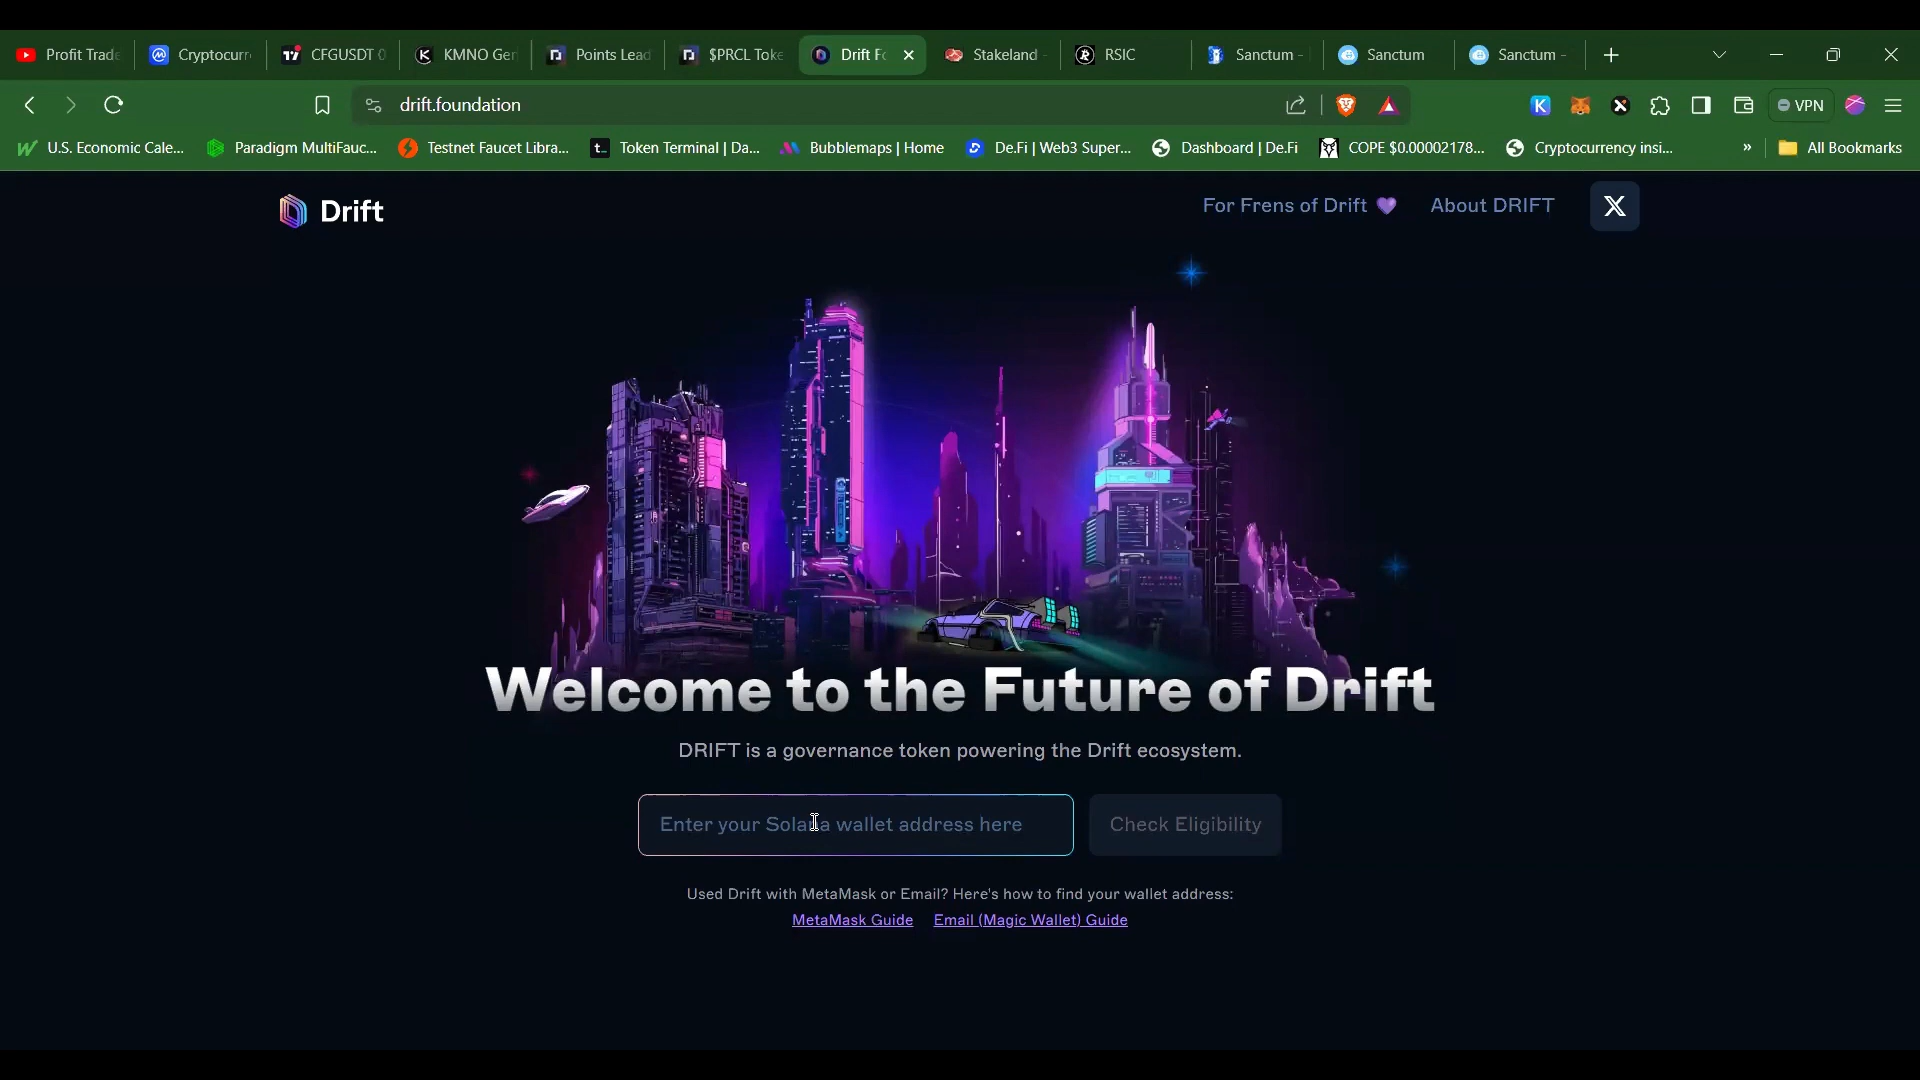 Profit Trade
Cryptocurr
CFGUSDT
KMNO Gen
Points Lead
$PRCL Toke
Drift Fo
Stakeland -
RSIC
Sanctum -
Sanctum
Sanctum -
drift.foundation
VPN
U.S. Economic Cale...
Paradigm MultiFauc...
Testnet Faucet Libra...
t_ Token Terminal | Da...
Bubblemaps | Home
De.Fi | Web3 Super...
Dashboard | De.Fi
COPE $0.00002178...
Cryptocurrency insi...
»
All Bookmarks
Drift
For Frens of Drift 💜
About DRIFT
X
Welcome to the Future of Drift
DRIFT is a governance token powering the Drift ecosystem.
Enter your Solana wallet address here
Check Eligibility
Used Drift with MetaMask or Email? Here's how to find your wallet address:
MetaMask Guide
Email (Magic Wallet) Guide